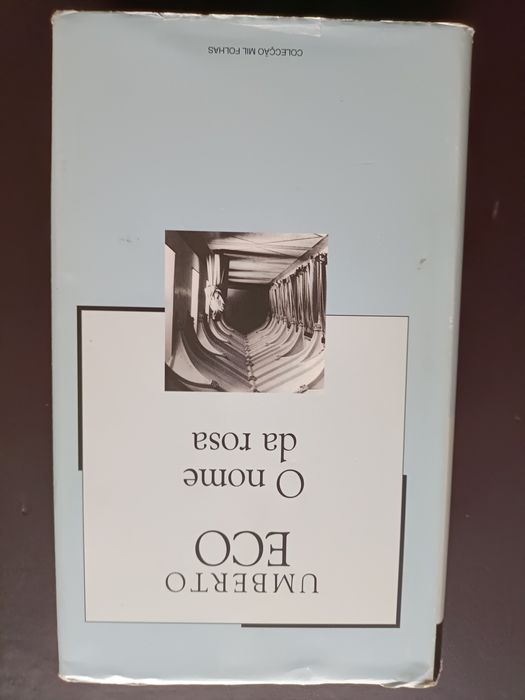 UMBERTO
ECO
O nome
da rosa
COLECÇÃO MIL FOLHAS